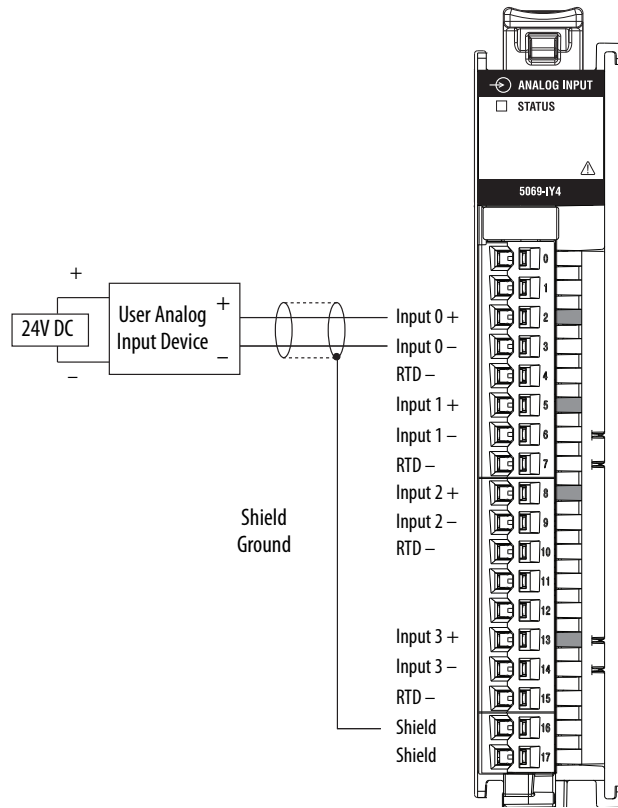 ANALOG INPUT
STATUS
5069-IY4
+
24V DC
–
User Analog
Input Device
+
–
Input 0 +
Input 0 –
RTD –
Input 1 +
Input 1 –
RTD –
Input 2 +
Input 2 –
RTD –
Input 3 +
Input 3 –
RTD –
Shield
Shield
Shield
Ground
0
1
2
3
4
5
6
7
8
9
10
11
12
13
14
15
16
17